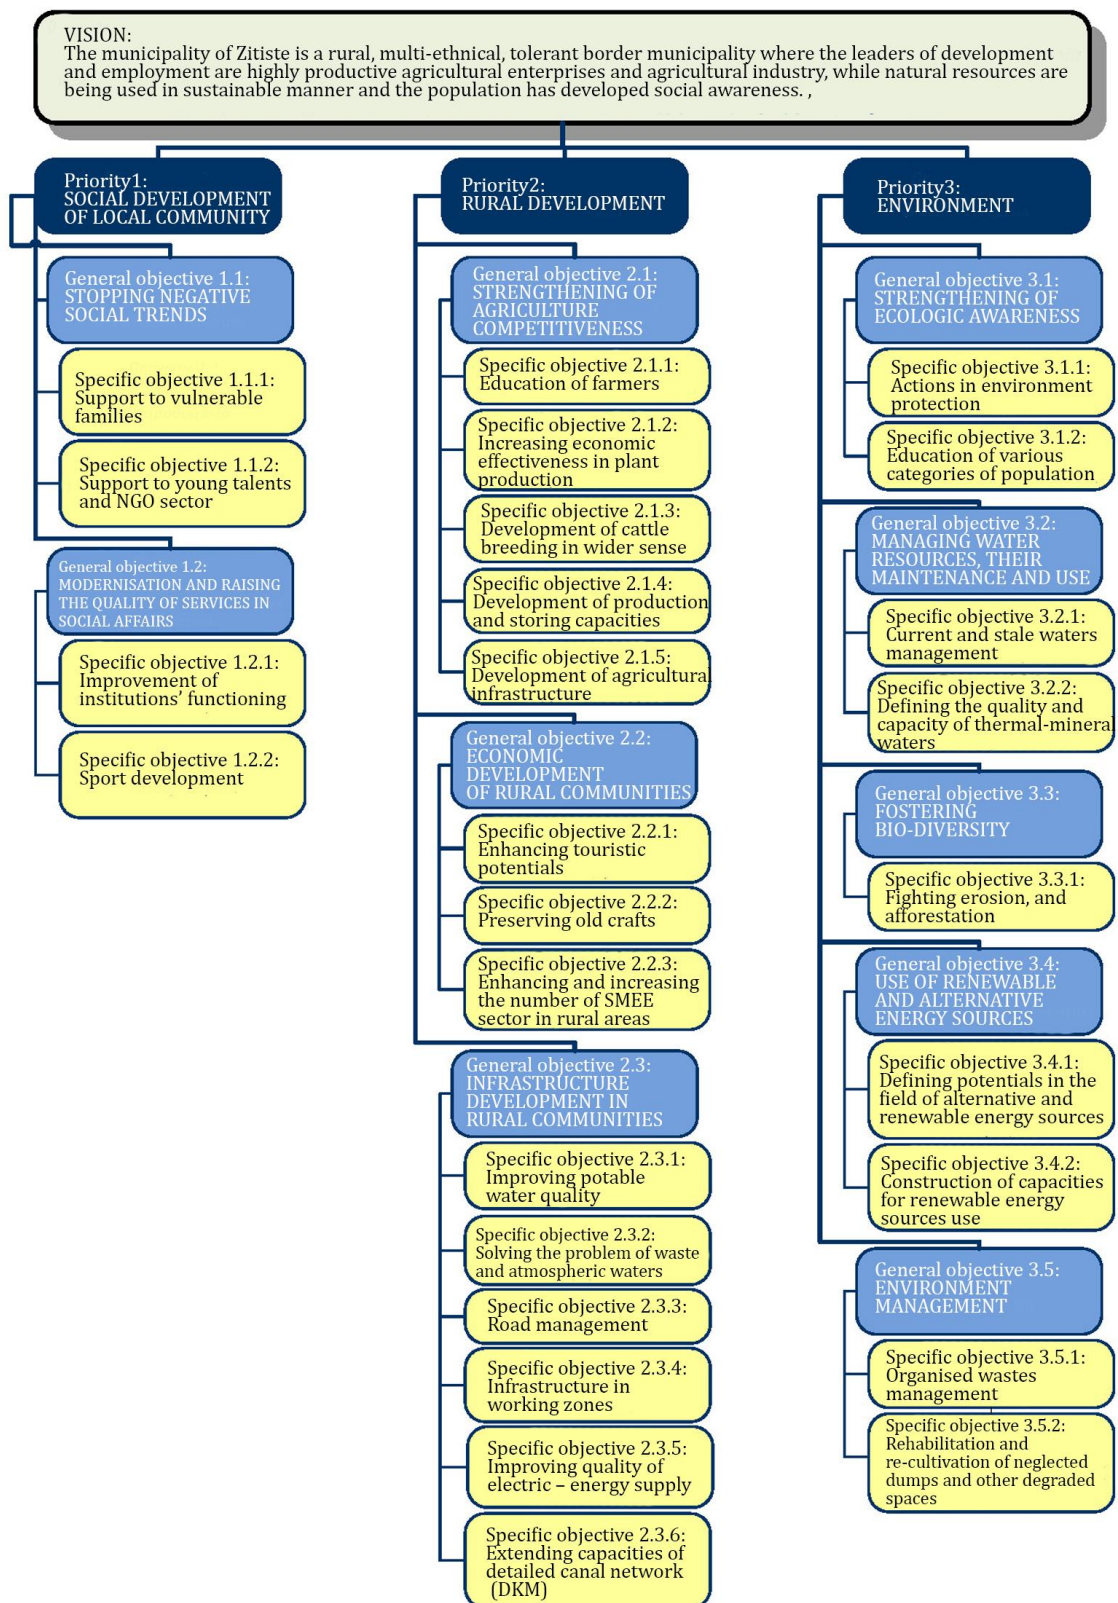 VISION:
The municipality of Zitiste is a rural, multi-ethnical, tolerant border municipality where the leaders of development
and employment are highly productive agricultural enterprises and agricultural industry, while natural resources are
being used in sustainable manner and the population has developed social awareness. ,
Priority1:
SOCIAL DEVELOPMENT
OF LOCAL COMMUNITY
General objective 1.1:
STOPPING NEGATIVE
SOCIAL TRENDS
Specific objective 1.1.1:
Support to vulnerable
families
Specific objective 1.1.2:
Support to young talents
and NGO sector
General objective 1.2:
MODERNISATION AND RAISING
THE QUALITY OF SERVICES IN
SOCIAL AFFAIRS
Specific objective 1.2.1:
Improvement of
institutions’ functioning
Specific objective 1.2.2:
Sport development
Priority2:
RURAL DEVELOPMENT
General objective 2.1:
STRENGTHENING OF
AGRICULTURE
COMPETITIVENESS
Specific objective 2.1.1:
Education of farmers
Specific objective 2.1.2:
Increasing economic
effectiveness in plant
production
Specific objective 2.1.3:
Development of cattle
breeding in wider sense
Specific objective 2.1.4:
Development of production
and storing capacities
Specific objective 2.1.5:
Development of agricultural
infrastructure
General objective 2.2:
ECONOMIC
DEVELOPMENT
OF RURAL COMMUNITIES
Specific objective 2.2.1:
Enhancing touristic
potentials
Specific objective 2.2.2:
Preserving old crafts
Specific objective 2.2.3:
Enhancing and increasing
the number of SMEE
sector in rural areas
General objective 2.3:
INFRASTRUCTURE
DEVELOPMENT IN
RURAL COMMUNITIES
Specific objective 2.3.1:
Improving potable
water quality
Specific objective 2.3.2:
Solving the problem of waste
and atmospheric waters
Specific objective 2.3.3:
Road management
Specific objective 2.3.4:
Infrastructure in
working zones
Specific objective 2.3.5:
Improving quality of
electric – energy supply
Specific objective 2.3.6:
Extending capacities of
detailed canal network
(DKM)
Priority3:
ENVIRONMENT
General objective 3.1:
STRENGTHENING OF
ECOLOGIC AWARENESS
Specific objective 3.1.1:
Actions in environment
protection
Specific objective 3.1.2:
Education of various
categories of population
General objective 3.2:
MANAGING WATER
RESOURCES, THEIR
MAINTENANCE AND USE
Specific objective 3.2.1:
Current and stale waters
management
Specific objective 3.2.2:
Defining the quality and
capacity of thermal-mineral
waters
General objective 3.3:
FOSTERING
BIO-DIVERSITY
Specific objective 3.3.1:
Fighting erosion, and
afforestation
General objective 3.4:
USE OF RENEWABLE
AND ALTERNATIVE
ENERGY SOURCES
Specific objective 3.4.1:
Defining potentials in the
field of alternative and
renewable energy sources
Specific objective 3.4.2:
Construction of capacities
for renewable energy
sources use
General objective 3.5:
ENVIRONMENT
MANAGEMENT
Specific objective 3.5.1:
Organised wastes
management
Specific objective 3.5.2:
Rehabilitation and
re-cultivation of neglected
dumps and other degraded
spaces